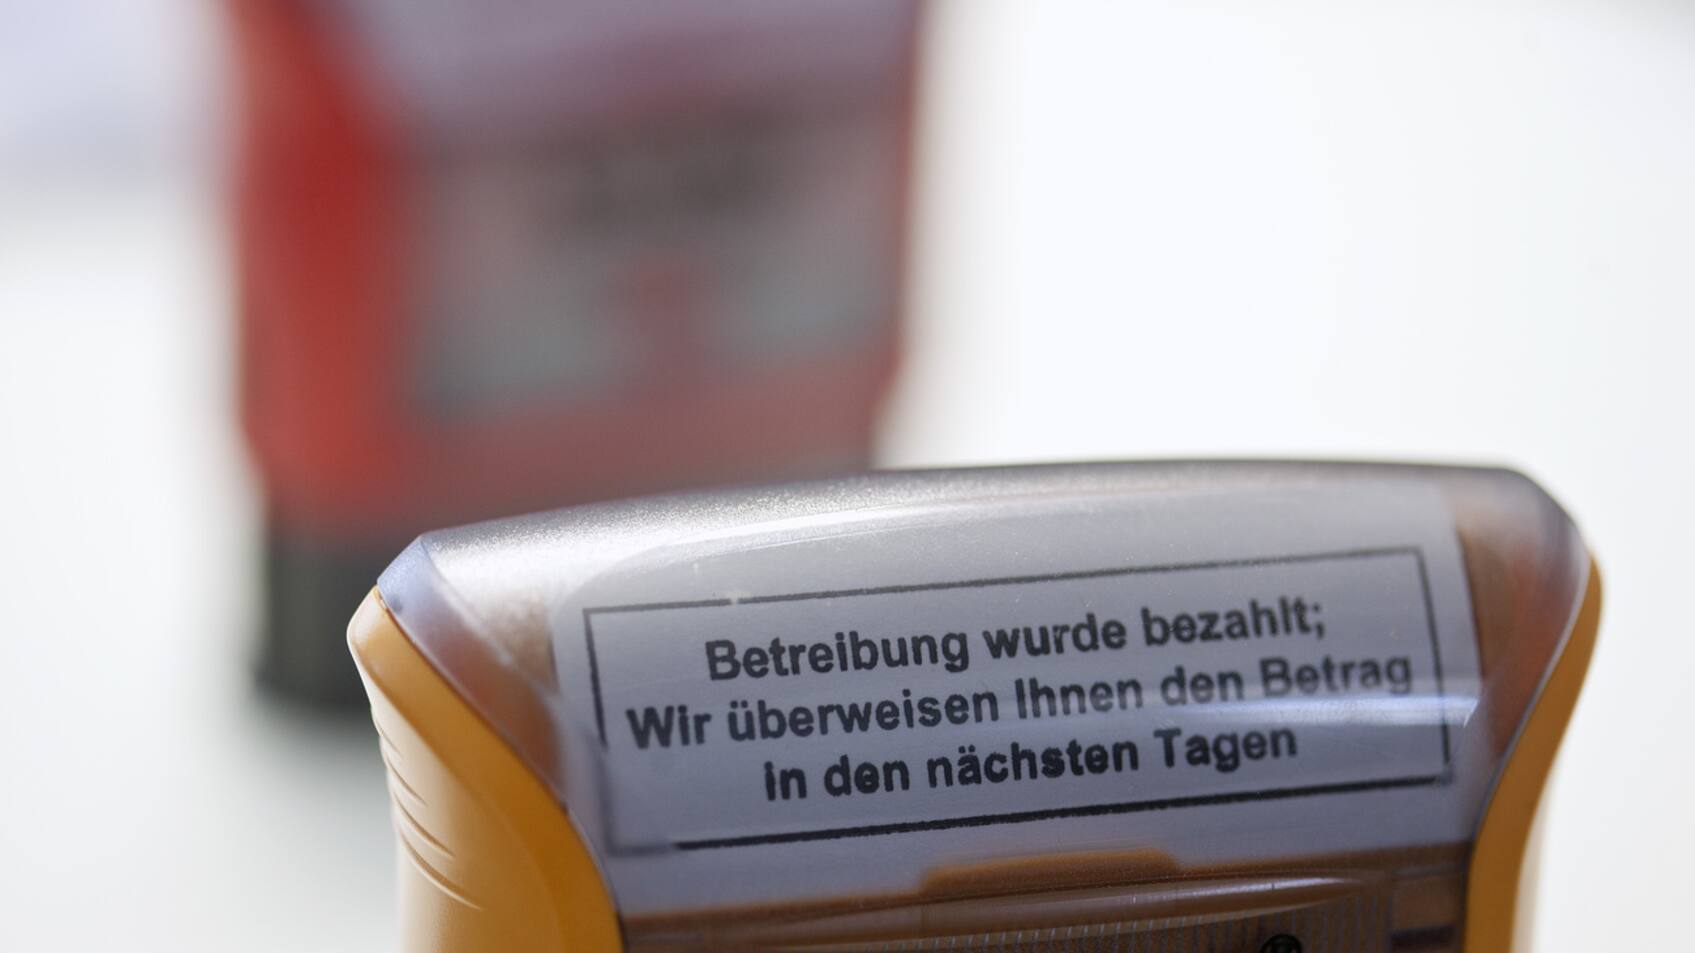 Betreibung wurde bezahlt;
Wir überweisen Ihnen den Betrag
in den nächsten Tagen